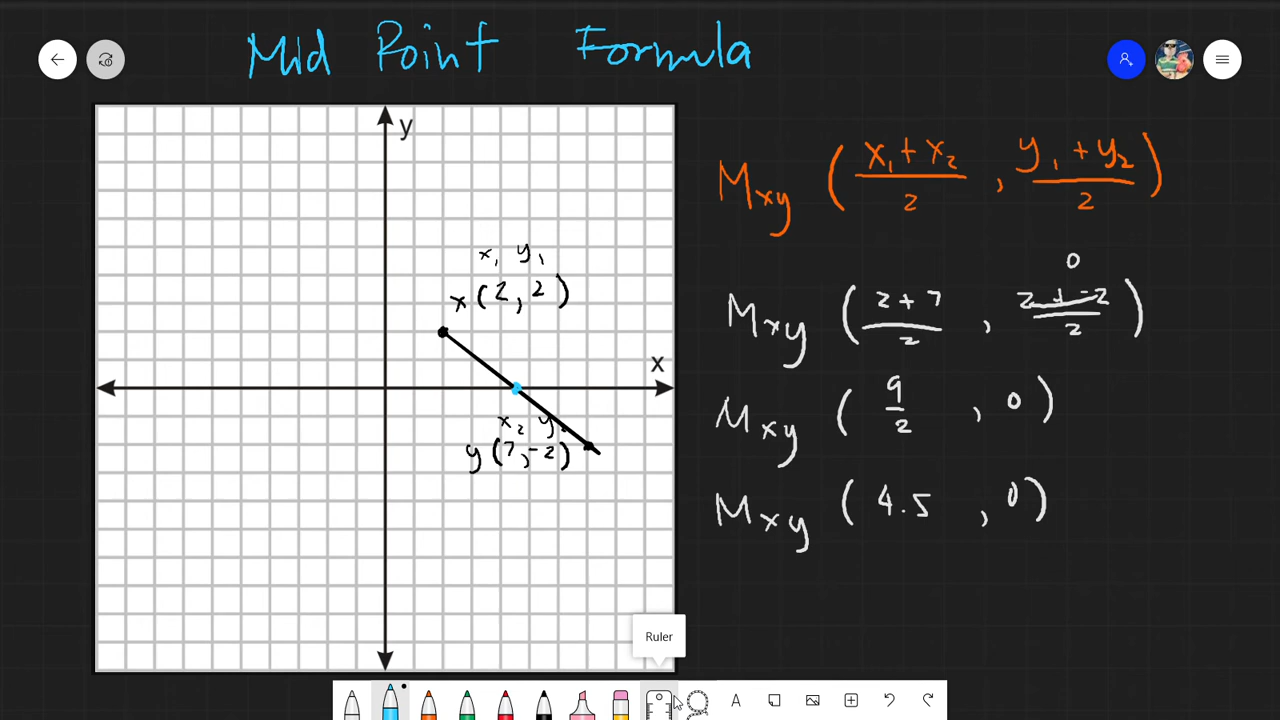 Mid Point Formula
y
x
x₁ y₁
x (2, 2)
x₂ y₂
y (7, -2)
Mxy ( x₁ + x₂ / 2 , y₁ + y₂ / 2 )
0
Mxy ( 2 + 7 / 2 , 2 + -2 / 2 )
Mxy ( 9 / 2 , 0 )
Mxy ( 4.5 , 0 )
Ruler
A